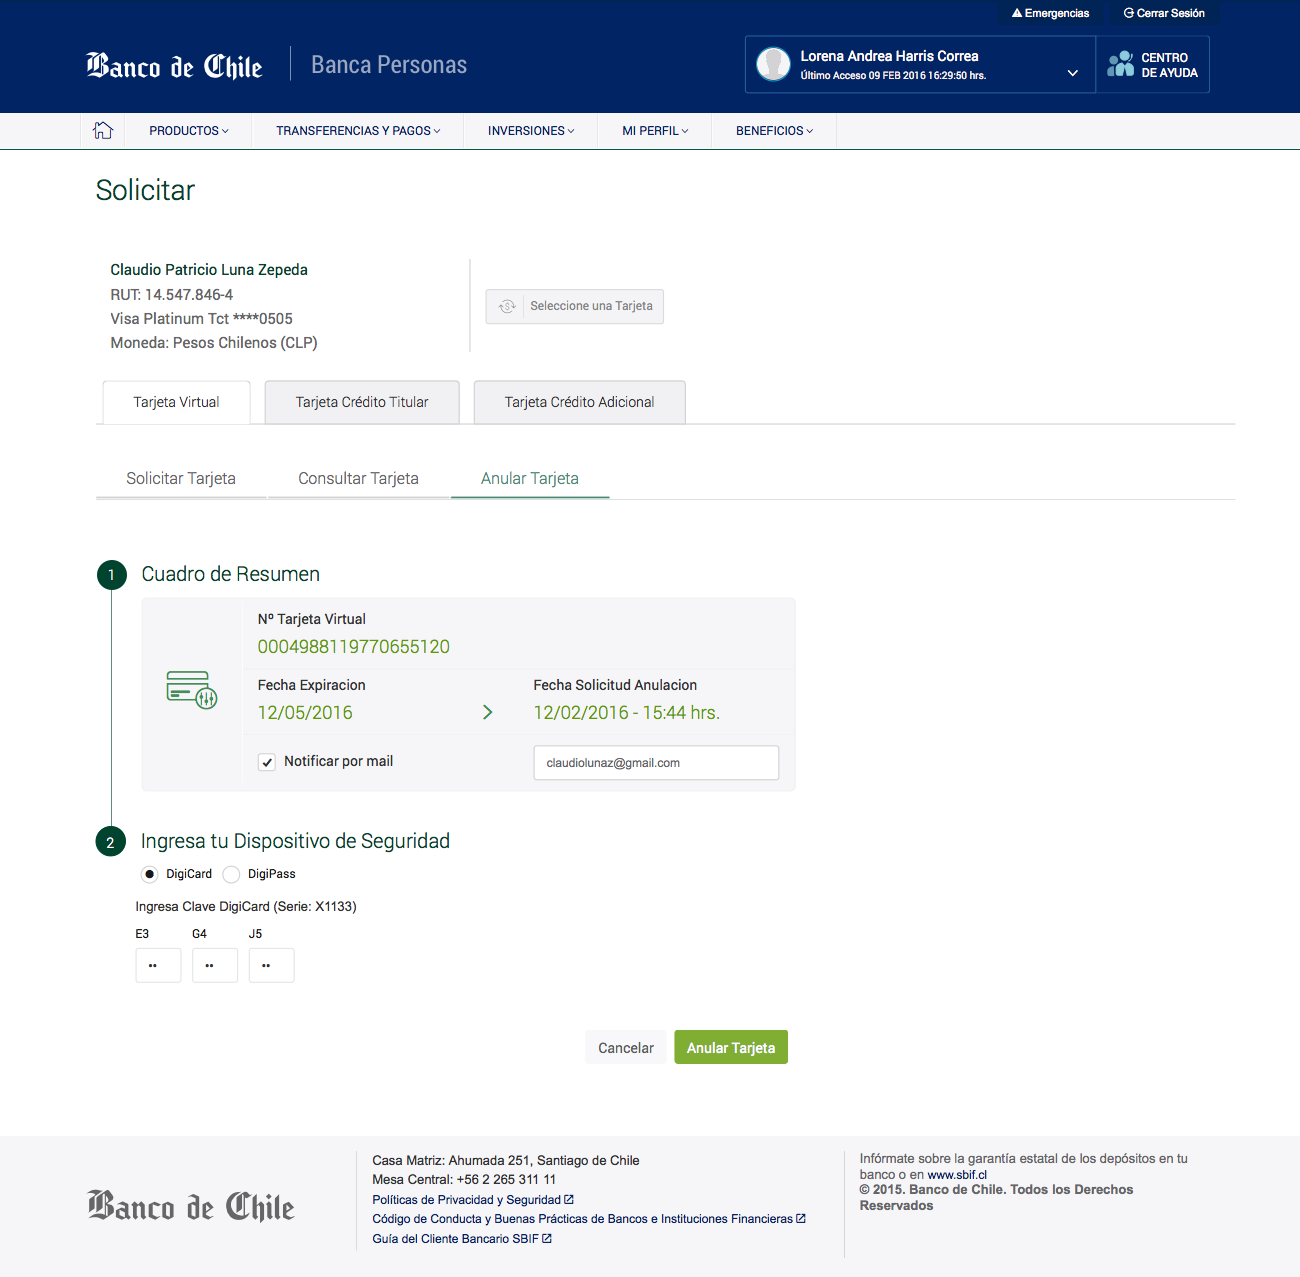 Emergencias
Cerrar Sesión
Banco de Chile
Banca Personas
Lorena Andrea Harris Correa
Último Acceso 09 FEB 2016 16:29:50 hrs.
CENTRO
DE AYUDA
PRODUCTOS
TRANSFERENCIAS Y PAGOS
INVERSIONES
MI PERFIL
BENEFICIOS
Solicitar
Claudio Patricio Luna Zepeda
RUT: 14.547.846-4
Visa Platinum Tct ****0505
Moneda: Pesos Chilenos (CLP)
Seleccione una Tarjeta
Tarjeta Virtual
Tarjeta Crédito Titular
Tarjeta Crédito Adicional
Solicitar Tarjeta
Consultar Tarjeta
Anular Tarjeta
1
Cuadro de Resumen
Nº Tarjeta Virtual
0004988119770655120
Fecha Expiracion
12/05/2016
Fecha Solicitud Anulacion
12/02/2016 - 15:44 hrs.
Notificar por mail
claudiolunaz@gmail.com
2
Ingresa tu Dispositivo de Seguridad
DigiCard
DigiPass
Ingresa Clave DigiCard (Serie: X1133)
E3
G4
J5
••
••
••
Cancelar
Anular Tarjeta
Banco de Chile
Casa Matriz: Ahumada 251, Santiago de Chile
Mesa Central: +56 2 265 311 11
Políticas de Privacidad y Seguridad
Código de Conducta y Buenas Prácticas de Bancos e Instituciones Financieras
Guía del Cliente Bancario SBIF
Infórmate sobre la garantía estatal de los depósitos en tu
banco o en www.sbif.cl
© 2015. Banco de Chile. Todos los Derechos
Reservados